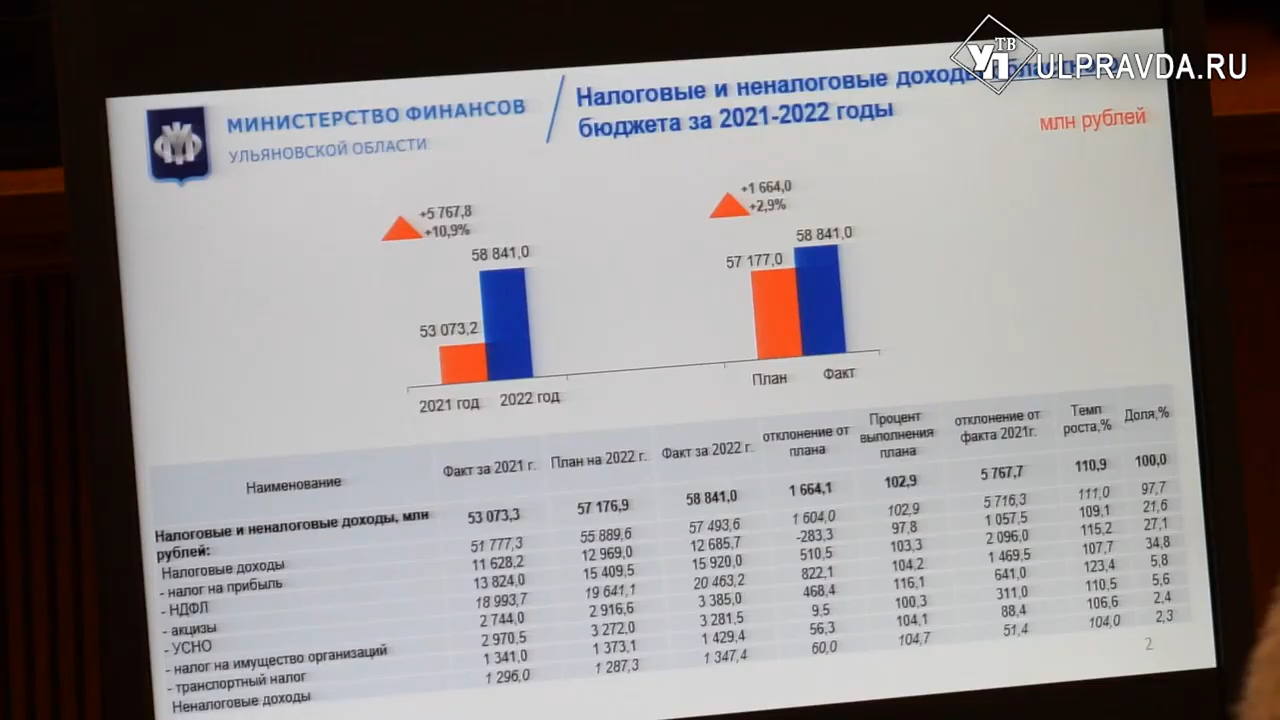 УП ТВ ULPRAVDA.RU
МИНИСТЕРСТВО ФИНАНСОВ
УЛЬЯНОВСКОЙ ОБЛАСТИ
Налоговые и неналоговые доходы
бюджета за 2021-2022 годы
млн рублей
+5 767,8
+10,9%
58 841,0
53 073,2
2021 год 2022 год
+1 664,0
+2,9%
58 841,0
57 177,0
План Факт
Наименование Факт за 2021 г. План на 2022 г. Факт за 2022 г. отклонение от плана Процент выполнения плана отклонение от факта 2021г. Темп роста,% Доля,%
Налоговые и неналоговые доходы, млн рублей: 53 073,3 57 176,9 58 841,0 1 664,1 102,9 5 767,7 110,9 100,0
Налоговые доходы 51 777,3 55 889,6 57 493,6 1 604,0 102,9 5 716,3 111,0 97,7
- налог на прибыль 11 628,2 12 969,0 12 685,7 -283,3 97,8 1 057,5 109,1 21,6
- НДФЛ 13 824,0 15 409,5 15 920,0 510,5 103,3 2 096,0 115,2 27,1
- акцизы 18 993,7 19 641,1 20 463,2 822,1 104,2 1 469,5 107,7 34,8
- УСНО 2 744,0 2 916,6 3 385,0 468,4 116,1 641,0 123,4 5,8
- налог на имущество организаций 2 970,5 3 272,0 3 281,5 9,5 100,3 311,0 110,5 5,6
- транспортный налог 1 341,0 1 373,1 1 429,4 56,3 104,1 88,4 106,6 2,4
Неналоговые доходы 1 296,0 1 287,3 1 347,4 60,0 104,7 51,4 104,0 2,3
2